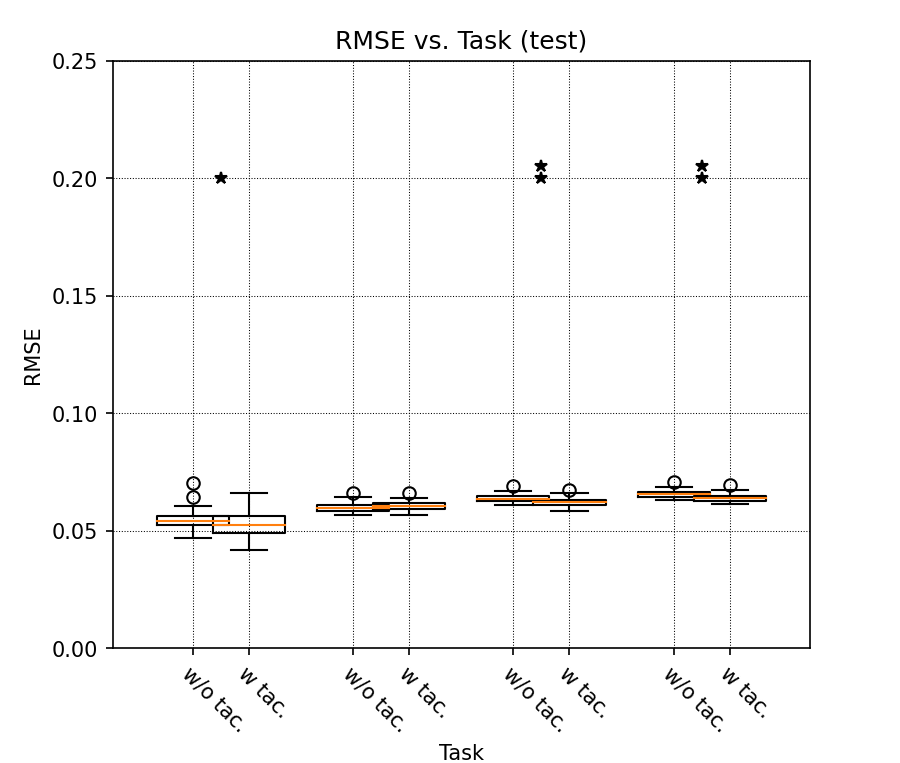 RMSE vs. Task (test)
0.25
0.20
0.15
0.10
0.05
0.00
RMSE
w/o tac.
w tac.
w/o tac.
w tac.
w/o tac.
w tac.
w/o tac.
w tac.
Task